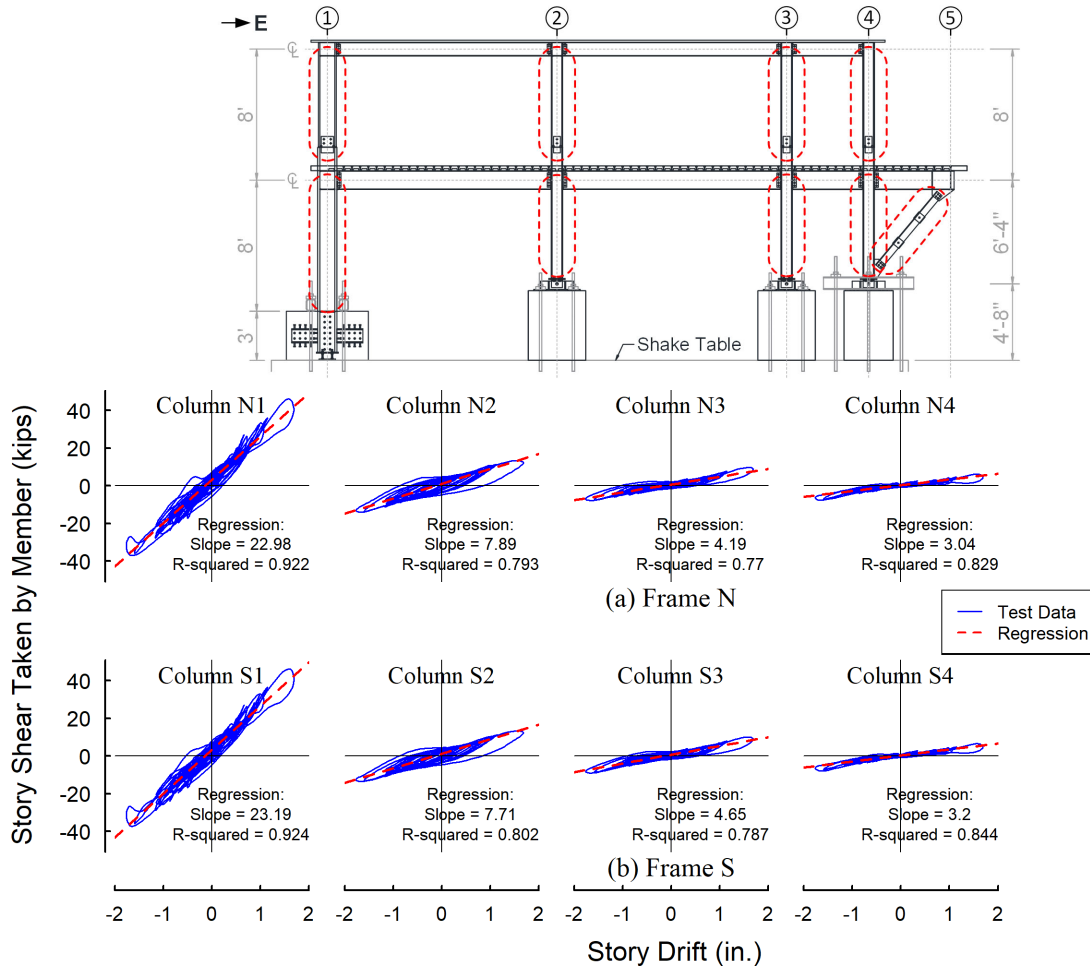 E
1
2
3
4
5
℄
8'
8'
℄
8'
6'-4"
3'
Shake Table
4'-8"
Story Shear Taken by Member (kips)
Column N1
Column N2
Column N3
Column N4
40
20
0
-20
-40
Regression:
Slope = 22.98
R-squared = 0.922
Regression:
Slope = 7.89
R-squared = 0.793
Regression:
Slope = 4.19
R-squared = 0.77
Regression:
Slope = 3.04
R-squared = 0.829
(a) Frame N
Test Data
Regression
Column S1
Column S2
Column S3
Column S4
40
20
0
-20
-40
Regression:
Slope = 23.19
R-squared = 0.924
Regression:
Slope = 7.71
R-squared = 0.802
Regression:
Slope = 4.65
R-squared = 0.787
Regression:
Slope = 3.2
R-squared = 0.844
(b) Frame S
-2 -1 0 1 2 -2 -1 0 1 2 -2 -1 0 1 2 -2 -1 0 1 2
Story Drift (in.)